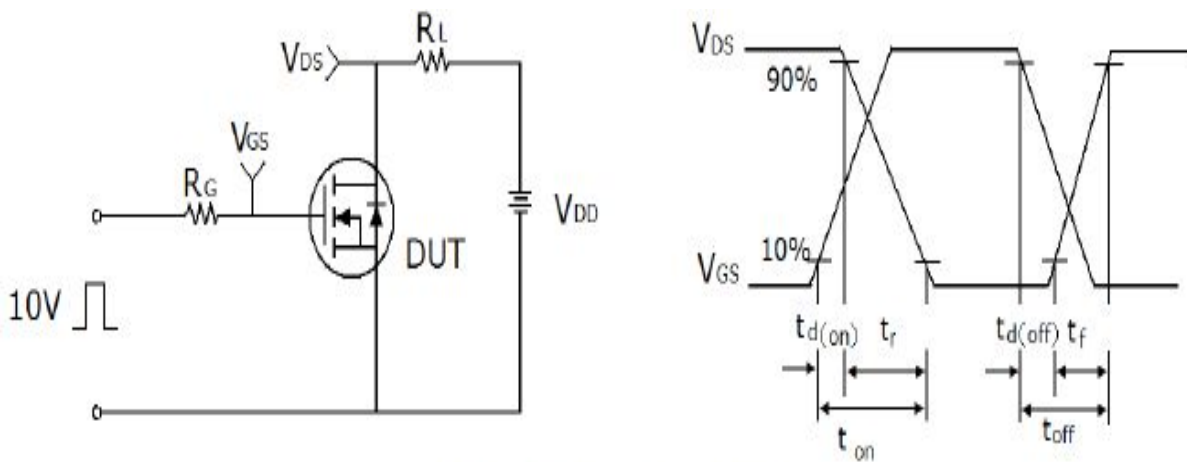 RL
VDS
VGS
RG
VDD
DUT
10V
VDS
90%
10%
VGS
td(on)
tr
td(off)
tf
ton
toff